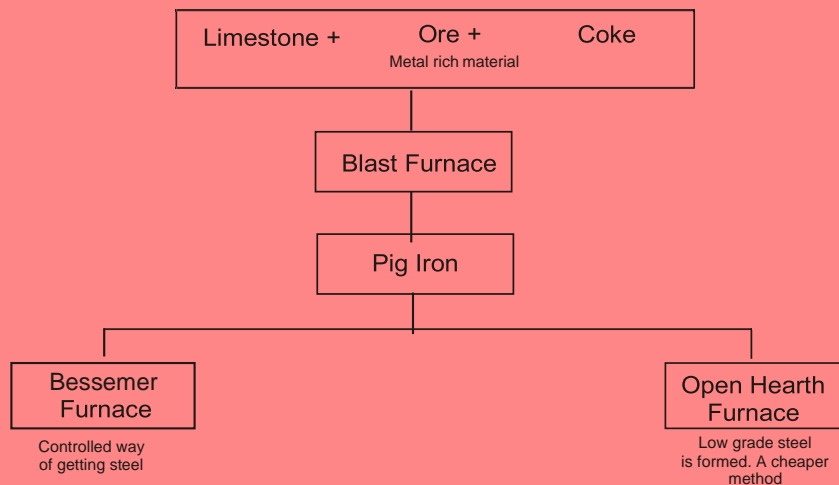 Limestone + Ore + Coke
Metal rich material
Blast Furnace
Pig Iron
Bessemer
Furnace
Controlled way
of getting steel
Open Hearth
Furnace
Low grade steel
is formed. A cheaper
method